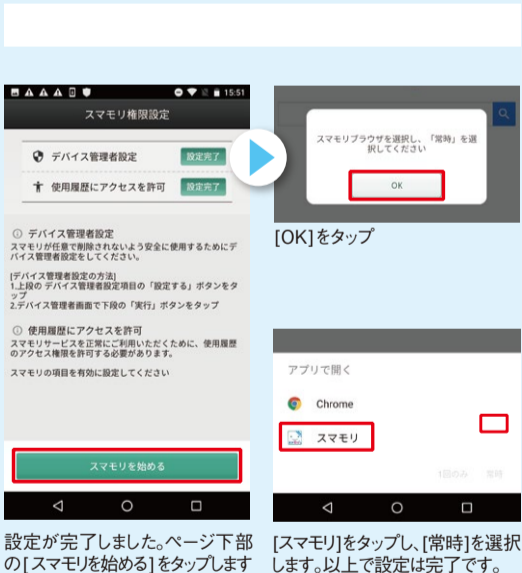 15:51
スマモリ権限設定
デバイス管理者設定
設定完了
使用履歴にアクセスを許可
設定完了
デバイス管理者設定
スマモリが任意で削除されないよう安全に使用するためにデ
バイス管理者設定をしてください。
[デバイス管理者設定の方法]
1.上段の デバイス管理者設定項目の「設定する」ボタンをタ
ップ
2.デバイス管理者画面で下段の「実行」ボタンをタップ
使用履歴にアクセスを許可
スマモリサービスを正常にご利用いただくために、使用履歴
のアクセス権限を許可する必要があります。
スマモリの項目を有効に設定してください
スマモリを始める
設定が完了しました。ページ下部
の[スマモリを始める]をタップします
スマモリブラウザを選択し、「常時」を選
択してください
OK
[OK]をタップ
アプリで開く
Chrome
スマモリ
1回のみ 常時
[スマモリ]をタップし、[常時]を選択
します。以上で設定は完了です。